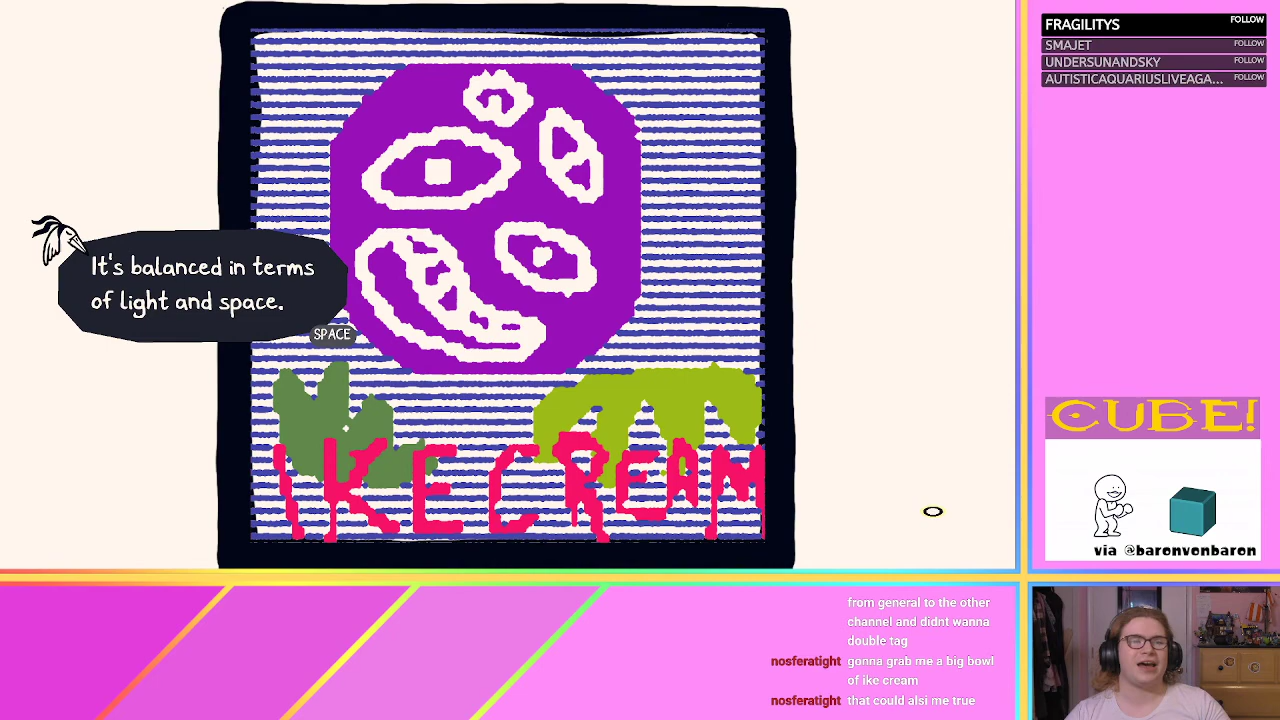 It's balanced in terms
of light and space.
SPACE
IKE CREAM
FRAGILITYS FOLLOW
SMAJET FOLLOW
UNDERSUNANDSKY FOLLOW
AUTISTICAQUARIUSLIVEAGA... FOLLOW
CUBE!
via @baronvonbaron
from general to the other
channel and didnt wanna
double tag
nosferatight gonna grab me a big bowl
of ike cream
nosferatight that could alsi me true